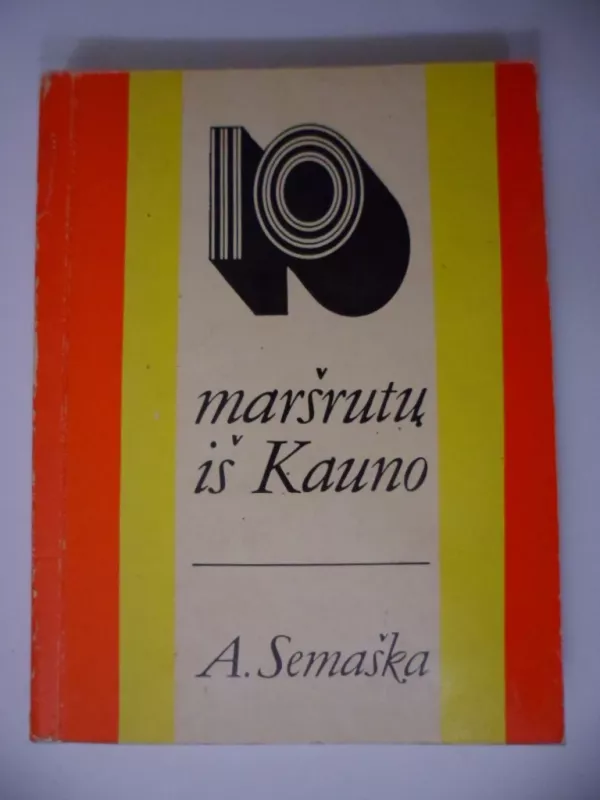 10
maršrutų
iš Kauno
A. Semaška